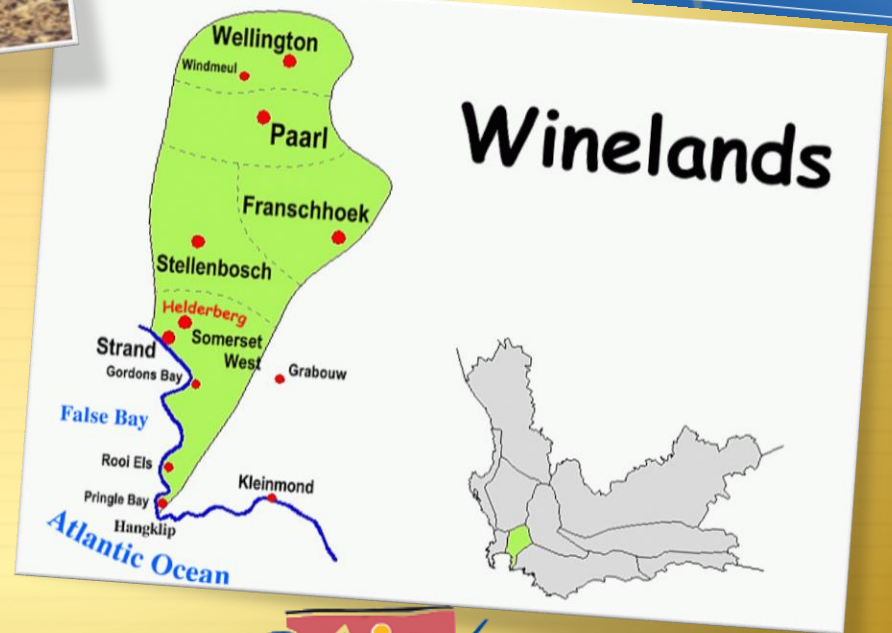 Wellington
Windmeul
Paarl
Winelands
Franschhoek
Stellenbosch
Helderberg
Strand
Somerset
West
Gordons Bay
Grabouw
False Bay
Rooi Els
Kleinmond
Pringle Bay
Hangklip
Atlantic Ocean